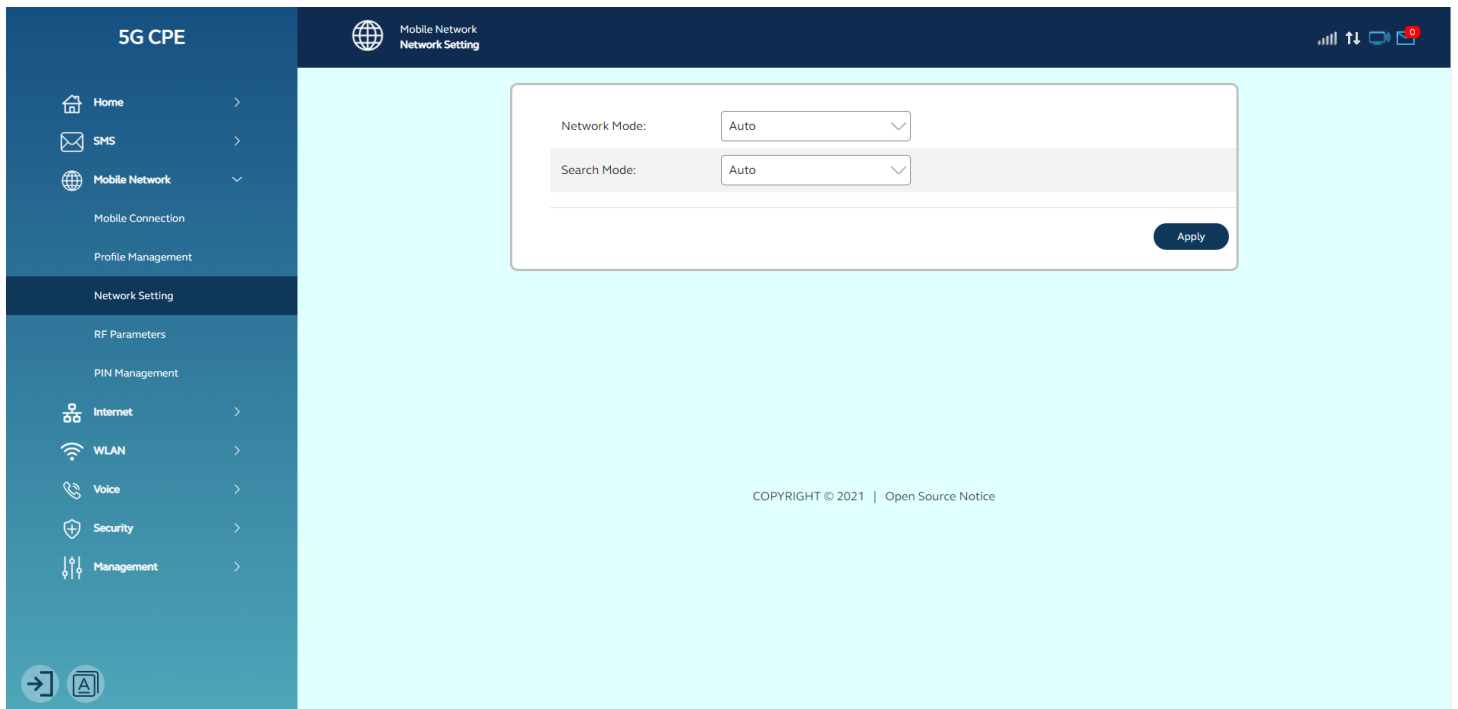 5G CPE
Mobile Network
Network Setting
0
Home
SMS
Mobile Network
Mobile Connection
Profile Management
Network Setting
RF Parameters
PIN Management
Internet
WLAN
Voice
Security
Management
A
Network Mode: Auto
Search Mode: Auto
Apply
COPYRIGHT © 2021 | Open Source Notice